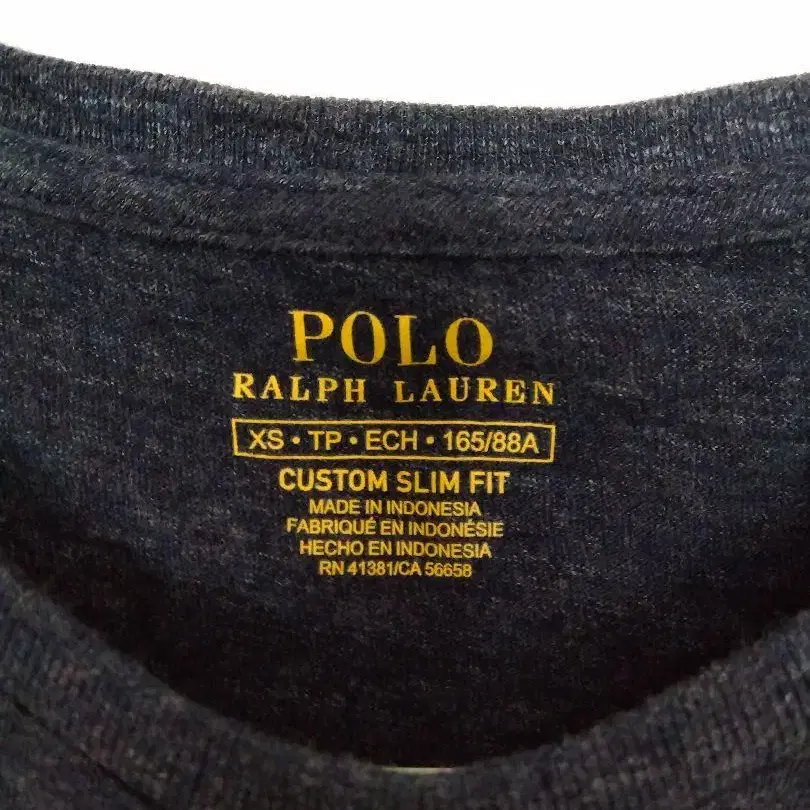 POLO
RALPH LAUREN
XS • TP • ECH • 165/88A
CUSTOM SLIM FIT
MADE IN INDONESIA
FABRIQUÉ EN INDONÉSIE
HECHO EN INDONESIA
RN 41381/CA 56658